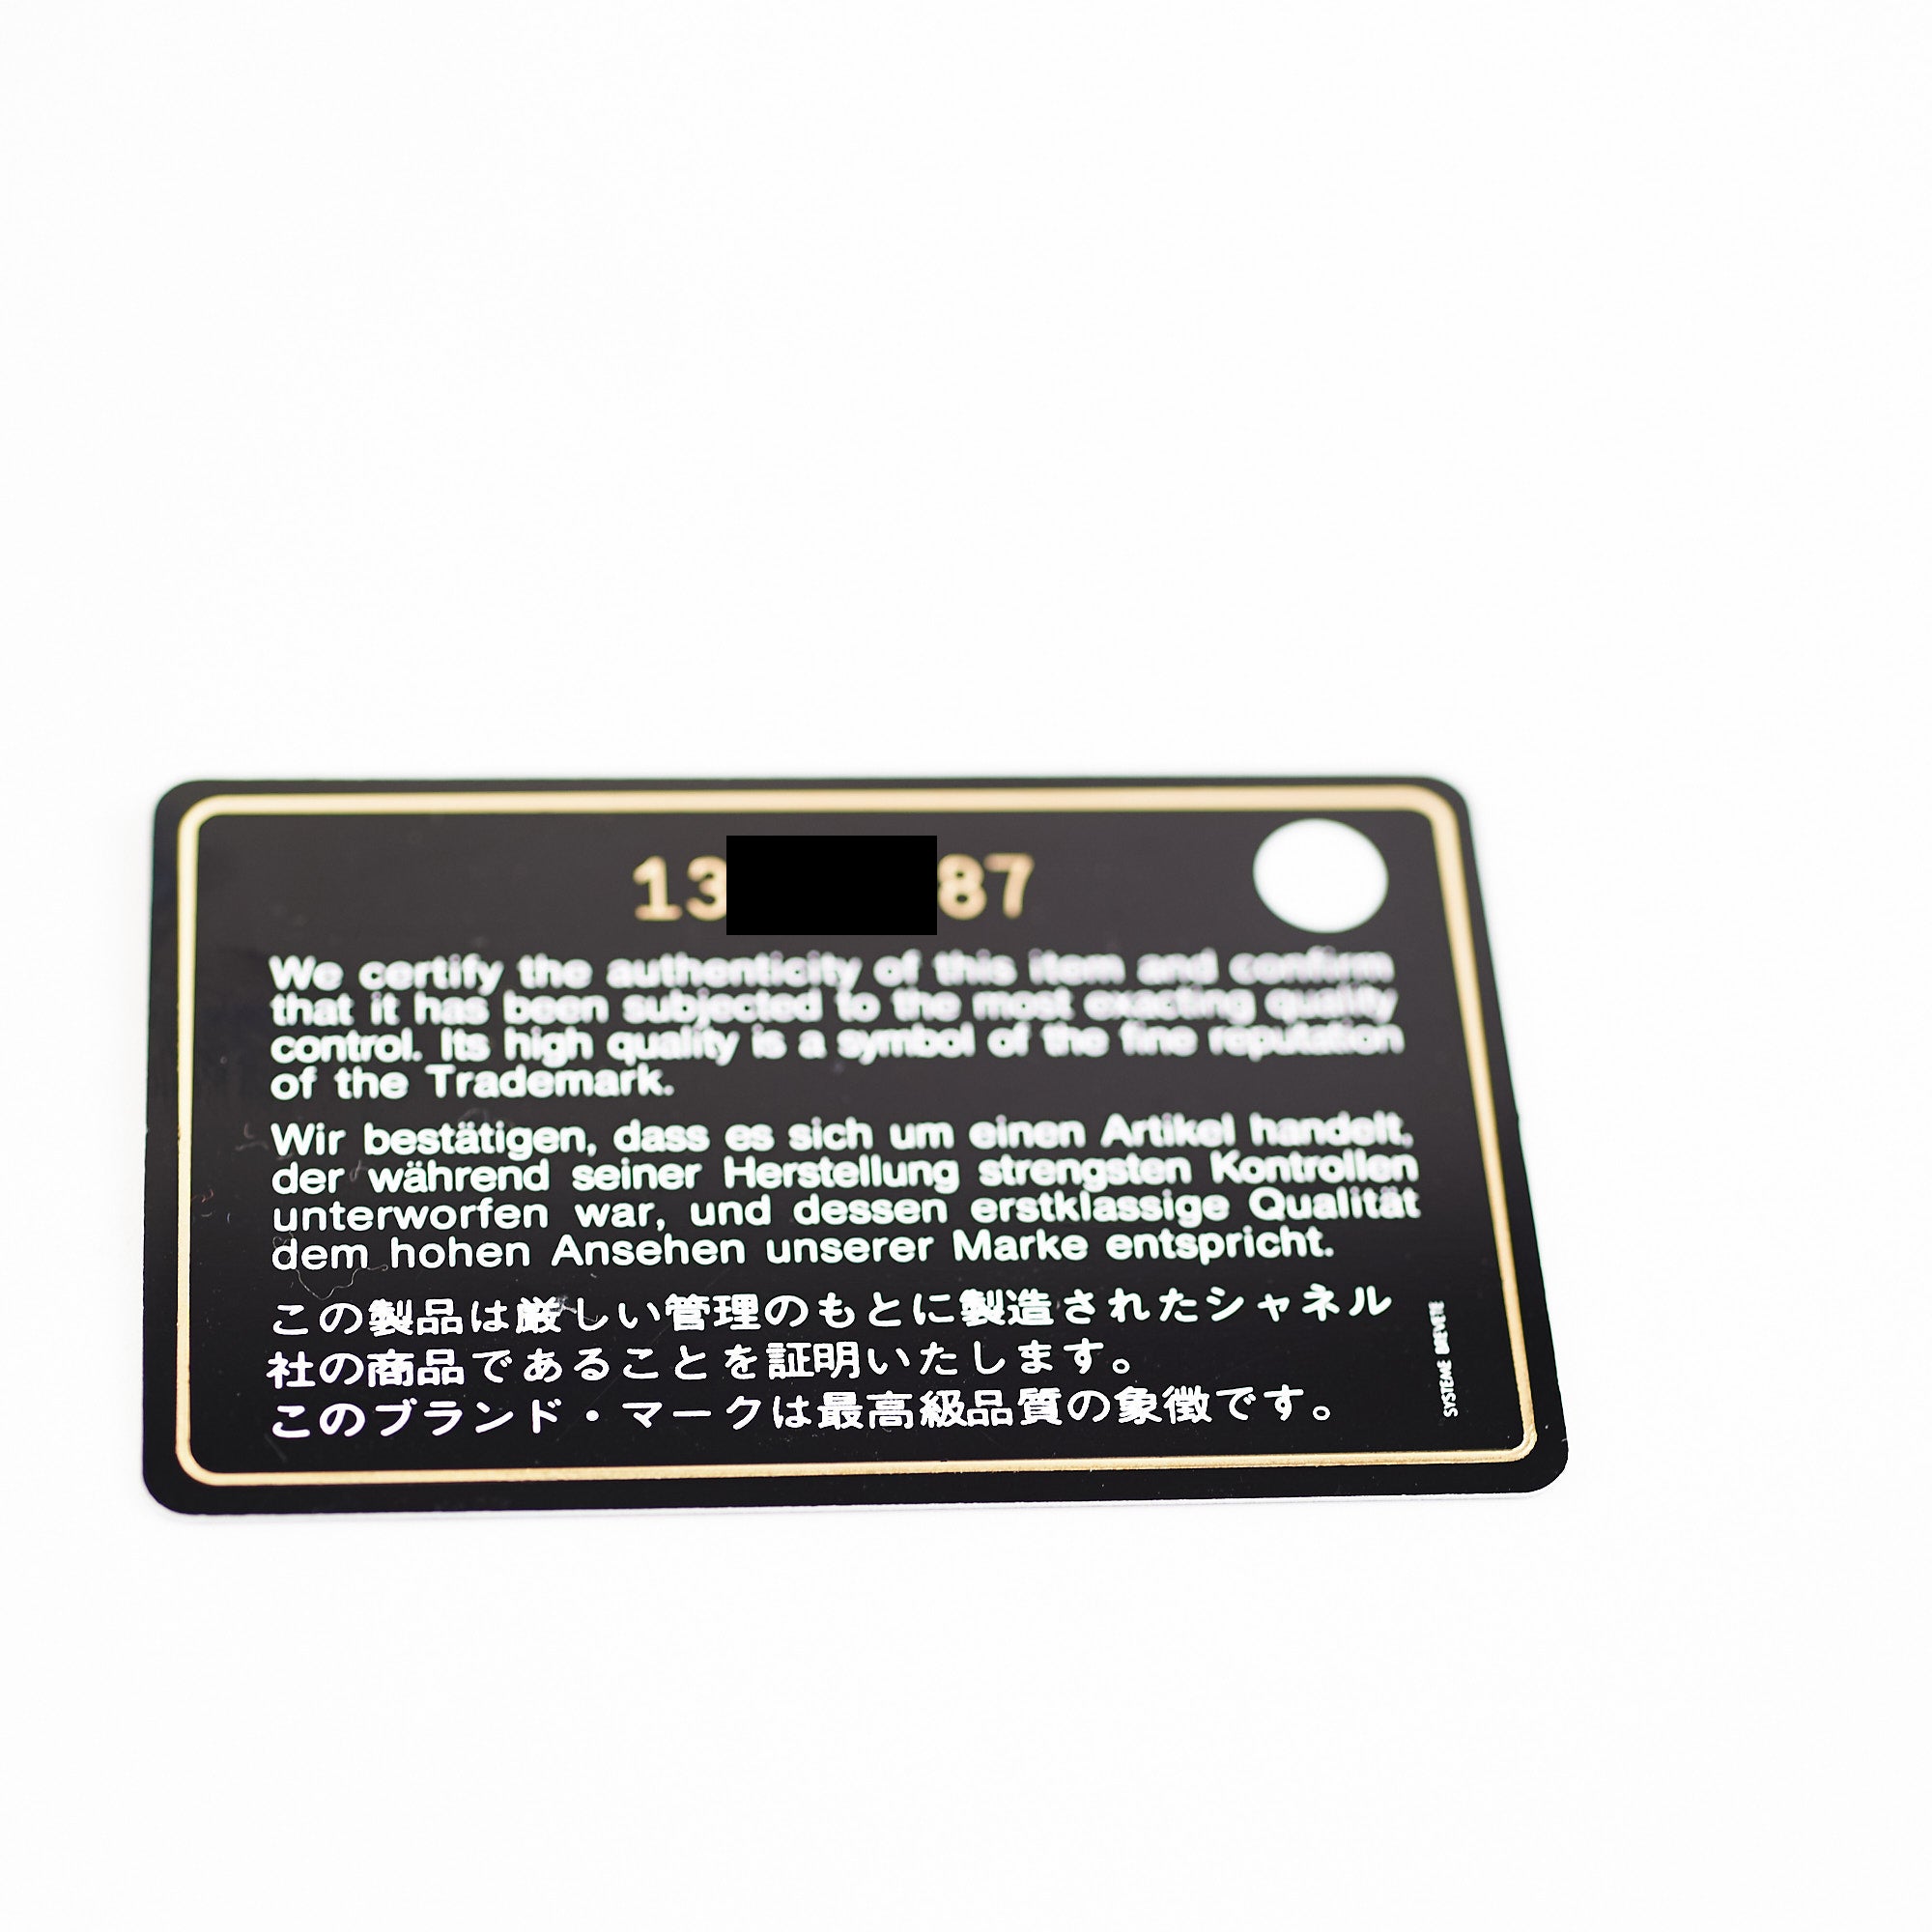 13 87
We certify the authenticity of this item and confirm
that it has been subjected to the most exacting quality
control. Its high quality is a symbol of the fine reputation
of the Trademark.
Wir bestätigen, dass es sich um einen Artikel handelt,
der während seiner Herstellung strengsten Kontrollen
unterworfen war, und dessen erstklassige Qualität
dem hohen Ansehen unserer Marke entspricht.
この製品は厳しい管理のもとに製造されたシャネル
社の商品であることを証明いたします。
このブランド・マークは最高級品質の象徴です。
SYSTEME BREVETE